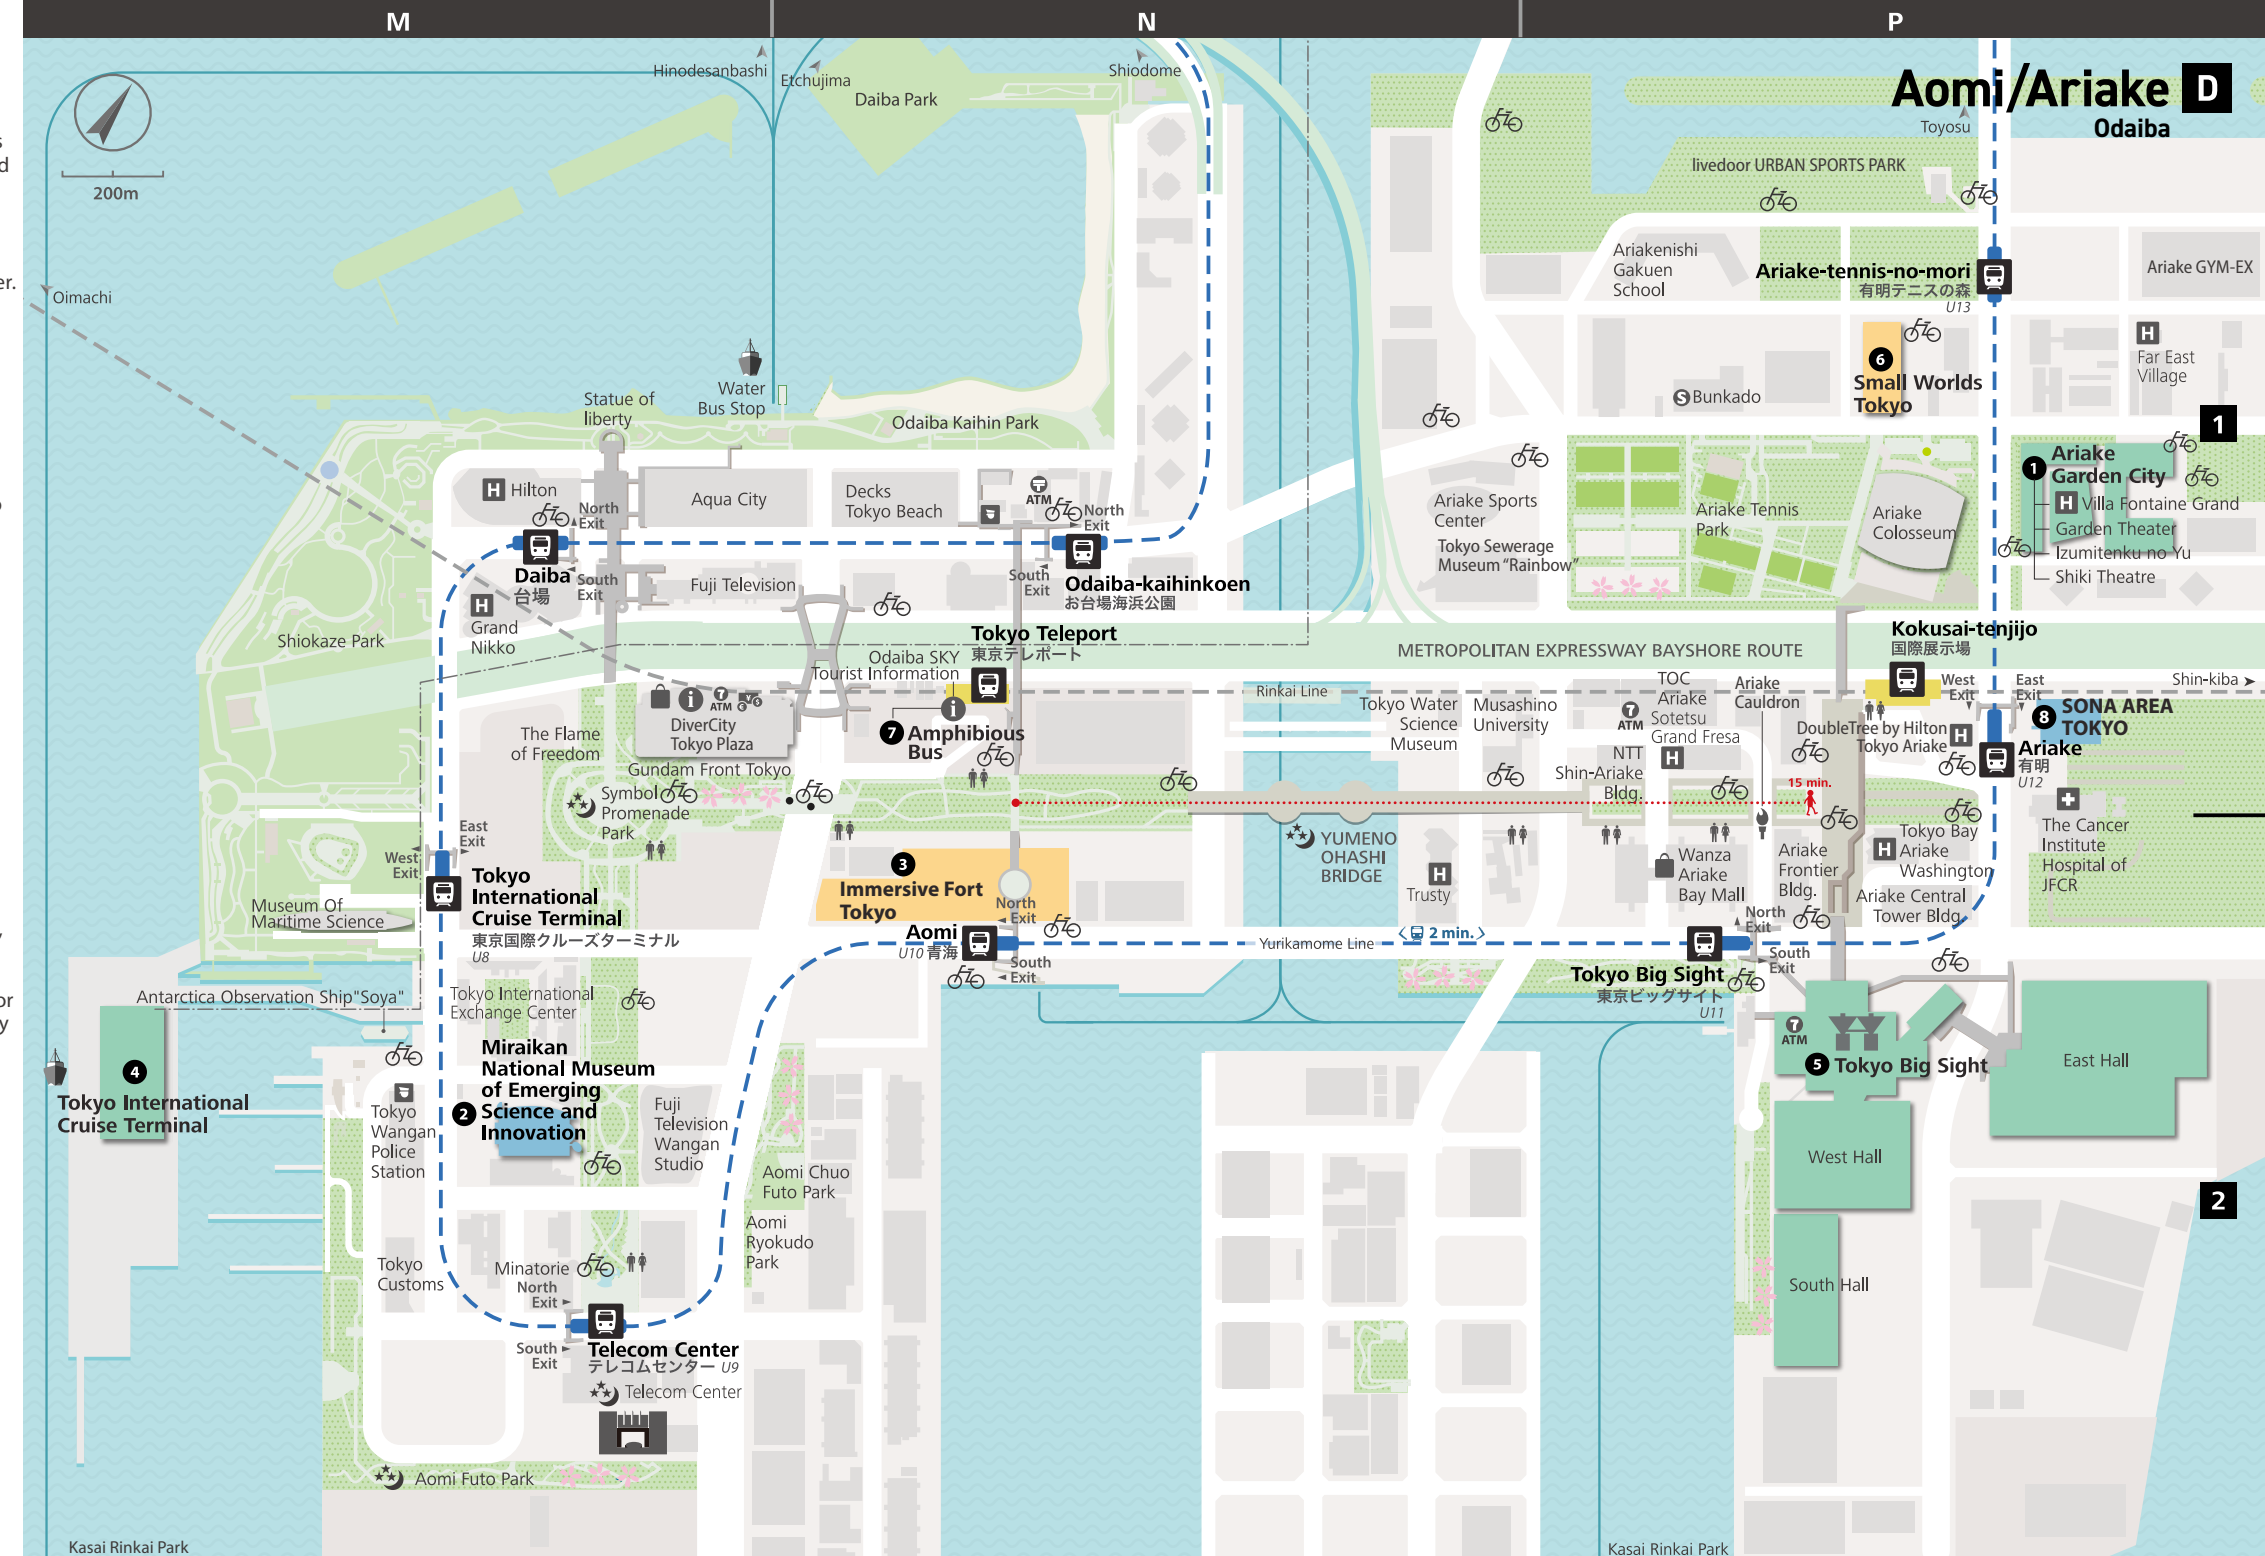 M
N
P
Aomi/Ariake D
Odaiba
200m
Hinodesanbashi
Etchujima
Shiodome
Daiba Park
Toyosu
livedoor URBAN SPORTS PARK
Oimachi
Ariakenishi
Gakuen
School
Ariake-tennis-no-mori
有明テニスの森
U13
Ariake GYM-EX
H
Far East
Village
6
Small Worlds
Tokyo
S Bunkado
1
Water
Bus Stop
Statue of
liberty
Odaiba Kaihin Park
H Hilton
North
Exit
Aqua City
Decks
Tokyo Beach
ATM
North
Exit
Daiba
台場
South
Exit
Fuji Television
South
Exit
Odaiba-kaihinkoen
お台場海浜公園
H
Grand
Nikko
Shiokaze Park
Ariake Sports
Center
Tokyo Sewerage
Museum "Rainbow"
Ariake Tennis
Park
Ariake
Colosseum
1
Ariake
Garden City
H Villa Fontaine Grand
Garden Theater
Izumitenku no Yu
Shiki Theatre
Tokyo Teleport
東京テレポート
Odaiba SKY
Tourist Information
METROPOLITAN EXPRESSWAY BAYSHORE ROUTE
Kokusai-tenjijo
国際展示場
West
Exit
East
Exit
Rinkai Line
Shin-kiba
ATM
DiverCity
Tokyo Plaza
The Flame
of Freedom
7 Amphibious
Bus
Gundam Front Tokyo
Symbol
Promenade
Park
Tokyo Water
Science
Museum
Musashino
University
ATM
TOC
Ariake
Sotetsu
Grand Fresa
H
Ariake
Cauldron
NTT
Shin-Ariake
Bldg.
DoubleTree by Hilton
Tokyo Ariake
H
8 SONA AREA
TOKYO
Ariake
有明
U12
15 min.
YUMENO
OHASHI
BRIDGE
H
Trusty
Wanza
Ariake
Bay Mall
Ariake
Frontier
Bldg.
H
Tokyo Bay
Ariake
Washington
Ariake Central
Tower Bldg.
The Cancer
Institute
Hospital of
JFCR
East
Exit
West
Exit
Tokyo
International
Cruise Terminal
東京国際クルーズターミナル
U8
Museum Of
Maritime Science
3
Immersive Fort
Tokyo
North
Exit
Aomi
U10 青海
South
Exit
Yurikamome Line
2 min.
North
Exit
South
Exit
Tokyo Big Sight
東京ビッグサイト
U11
Antarctica Observation Ship"Soya"
Tokyo International
Exchange Center
4
Tokyo International
Cruise Terminal
Miraikan
National Museum
of Emerging
2 Science and
Innovation
Tokyo
Wangan
Police
Station
Fuji
Television
Wangan
Studio
Aomi Chuo
Futo Park
Aomi
Ryokudo
Park
ATM
5 Tokyo Big Sight
East Hall
West Hall
South Hall
2
Tokyo
Customs
Minatorie
North
Exit
South
Exit
Telecom Center
テレコムセンター U9
Telecom Center
Aomi Futo Park
Kasai Rinkai Park
Kasai Rinkai Park